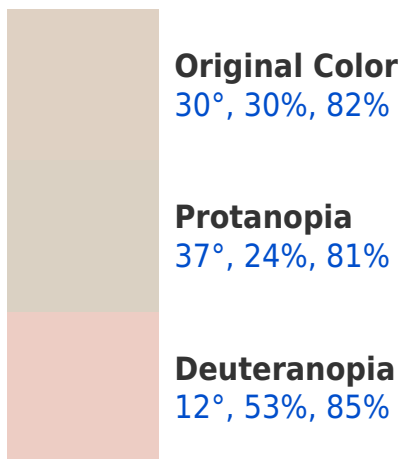 Original Color
30°, 30%, 82%
Protanopia
37°, 24%, 81%
Deuteranopia
12°, 53%, 85%